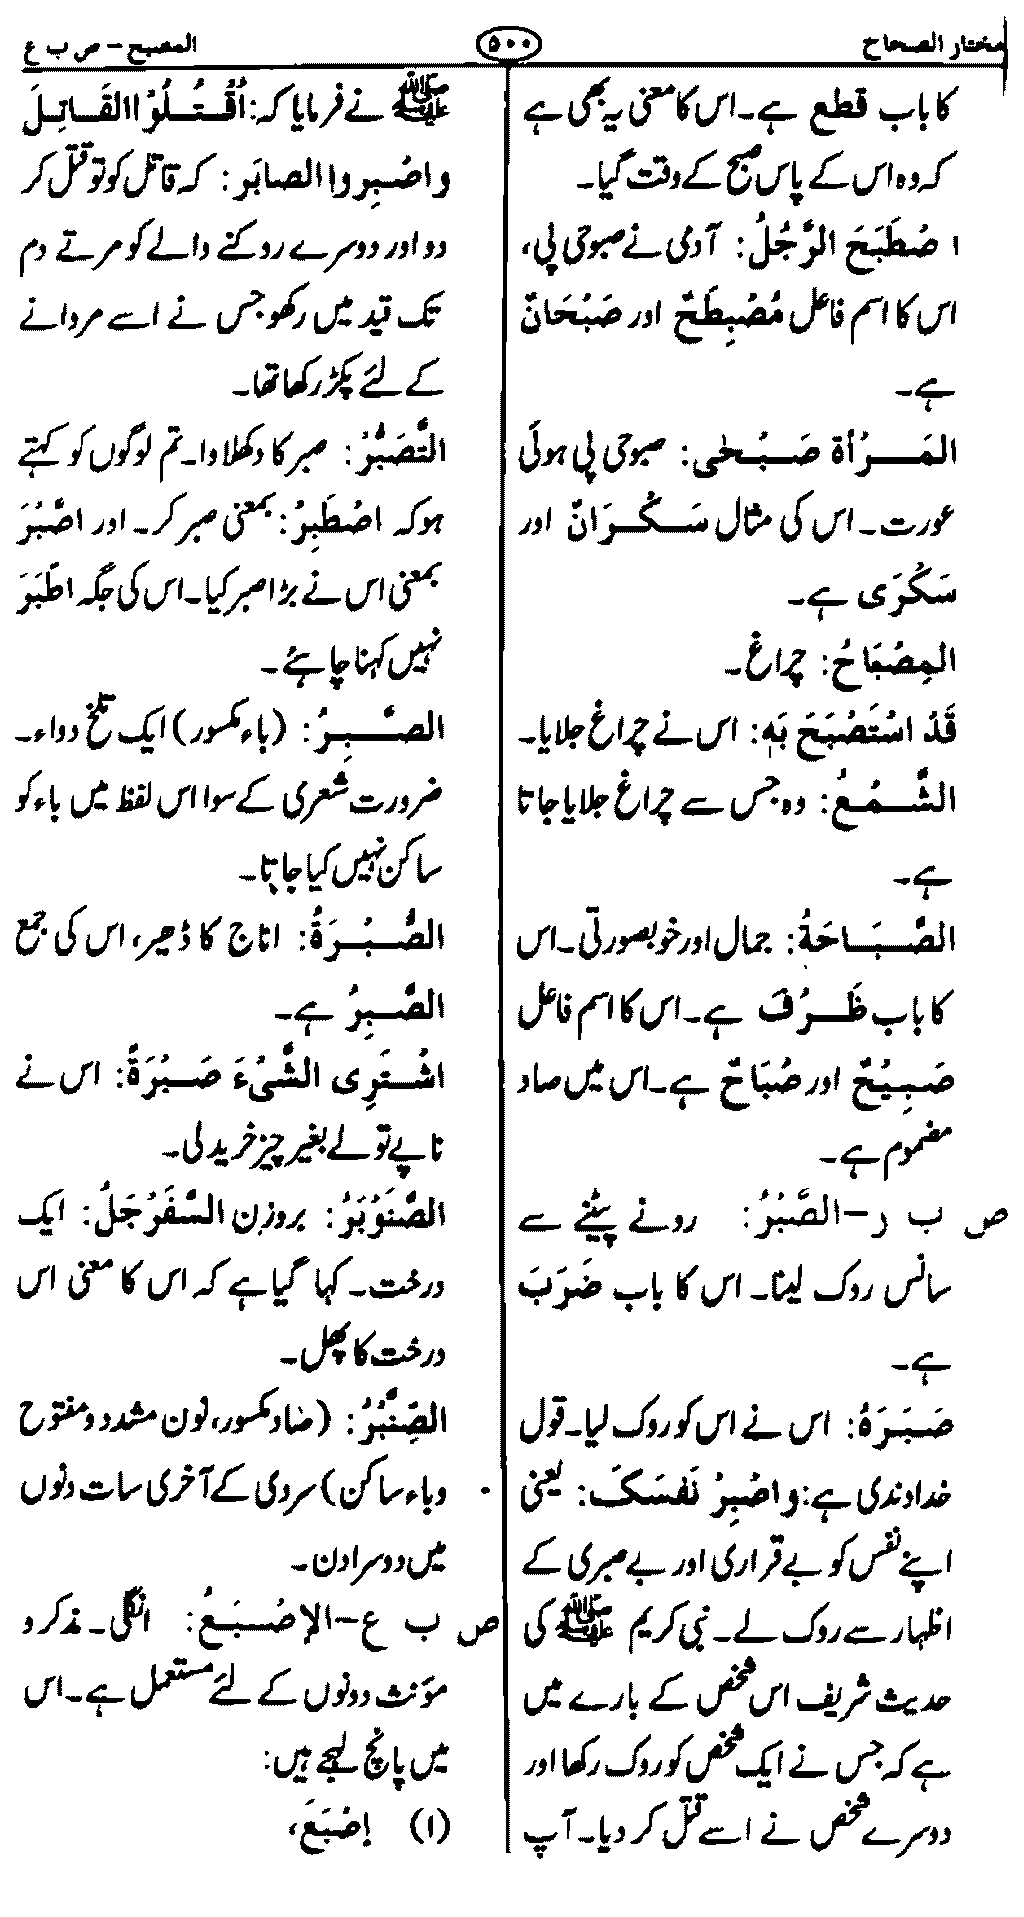 مختار الصحاح
۵۰۰
المصبح – ص ب ع
کا باب قطع ہے۔ اس کا معنی یہ بھی ہے
کہ وہ اس کے پاس صبح کے وقت گیا۔
اصْطَبَحَ الرَّجُلُ: آدمی نے صبوحی پی،
اس کا اسم فاعل مُصْبِطَحٌ اور صَبْحَانٌ
ہے۔
المَرْأة صَبْحٰی: صبوحی پی ہوئی
عورت۔ اس کی مثال سَکْرَانٌ اور
سَکْرَی ہے۔
المِصْبَاحُ: چراغ۔
قَدْ اسْتَصْبَحَ بَهٖ: اس نے چراغ جلایا۔
الشَّمْعُ: وہ جس سے چراغ جلایا جاتا
ہے۔
الصَّبَاحَةُ: جمال اور خوبصورتی۔ اس
کا باب ظَرُفَ ہے۔ اس کا اسم فاعل
صَبِیْحٌ اور صُبَاحٌ ہے۔ اس میں صاد
مضموم ہے۔
ص ب ر – الصَّبْرُ: رونے پیٹنے سے
سانس روک لینا۔ اس کا باب ضَرَبَ
ہے۔
صَبَرَهُ: اس نے اس کو روک لیا۔ قول
خداوندی ہے: وَاصْبِرْ نَفْسَکَ: یعنی
اپنے نفس کو بے قراری اور بے صبری کے
اظہار سے روک لے۔ نبی کریم ﷺ کی
حدیث شریف اس شخص کے بارے میں
ہے کہ جس نے ایک شخص کو روک رکھا اور
دوسرے شخص نے اسے قتل کر دیا۔ آپ
ﷺ نے فرمایا کہ: اُقْتُلُوْا القَاتِلَ
واصْبِروا الصابَر: کہ قاتل کو تو قتل کر
دو اور دوسرے روکنے والے کو مرتے دم
تک قید میں رکھو جس نے اسے مروانے
کے لئے پکڑ رکھا تھا۔
التَّصَبُّرُ: صبر کا دکھلاوا۔ تم لوگوں کو کہتے
ہو کہ اصْطَبِرْ: بمعنی صبر کر۔ اور اصَّبَرَ
بمعنی اس نے بڑا صبر کیا۔ اس کی جگہ اطَّبَرَ
نہیں کہنا چاہئے۔
الصَّبِرُ: (باء مکسور) ایک تلخ دواء۔
ضرورت شعری کے سوا اس لفظ میں باء کو
ساکن نہیں کیا جاتا۔
الصُّبْرَةُ: اناج کا ڈھیر، اس کی جمع
الصُّبِرُ ہے۔
اشْتَرِی الشَّیْءَ صَبْرَةً: اس نے
ناپے تولے بغیر چیز خرید لی۔
الصَّنَوْبَرُ: بروزن السَّفَرْجَلُ: ایک
درخت۔ کہا گیا ہے کہ اس کا معنی اس
درخت کا پھل۔
الصِّنَّبْرُ: (ضاد مکسور، نون مشدد و مفتوح
وباء ساکن) سردی کے آخری سات دنوں
میں دوسرا دن۔
ص ب ع – الإصْبَعُ: انگلی۔ مذکر و
مؤنث دونوں کے لئے مستعمل ہے۔ اس
میں پانچ لہجے ہیں:
(۱) إصْبَعَ،